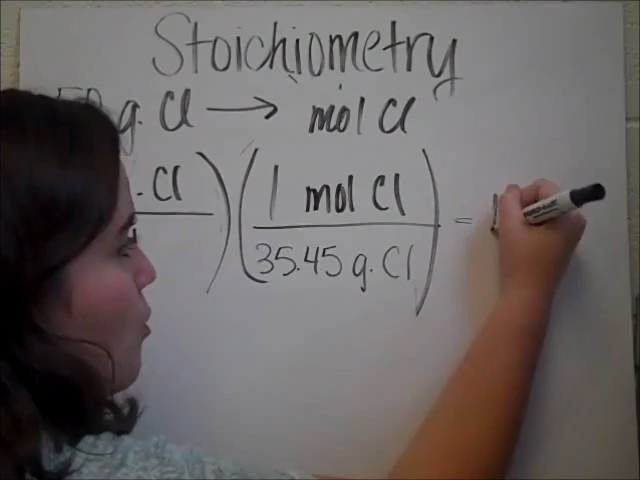 Stoichiometry
g. Cl → mol Cl
. Cl ) ( 1 mol Cl ) =
35.45 g. Cl